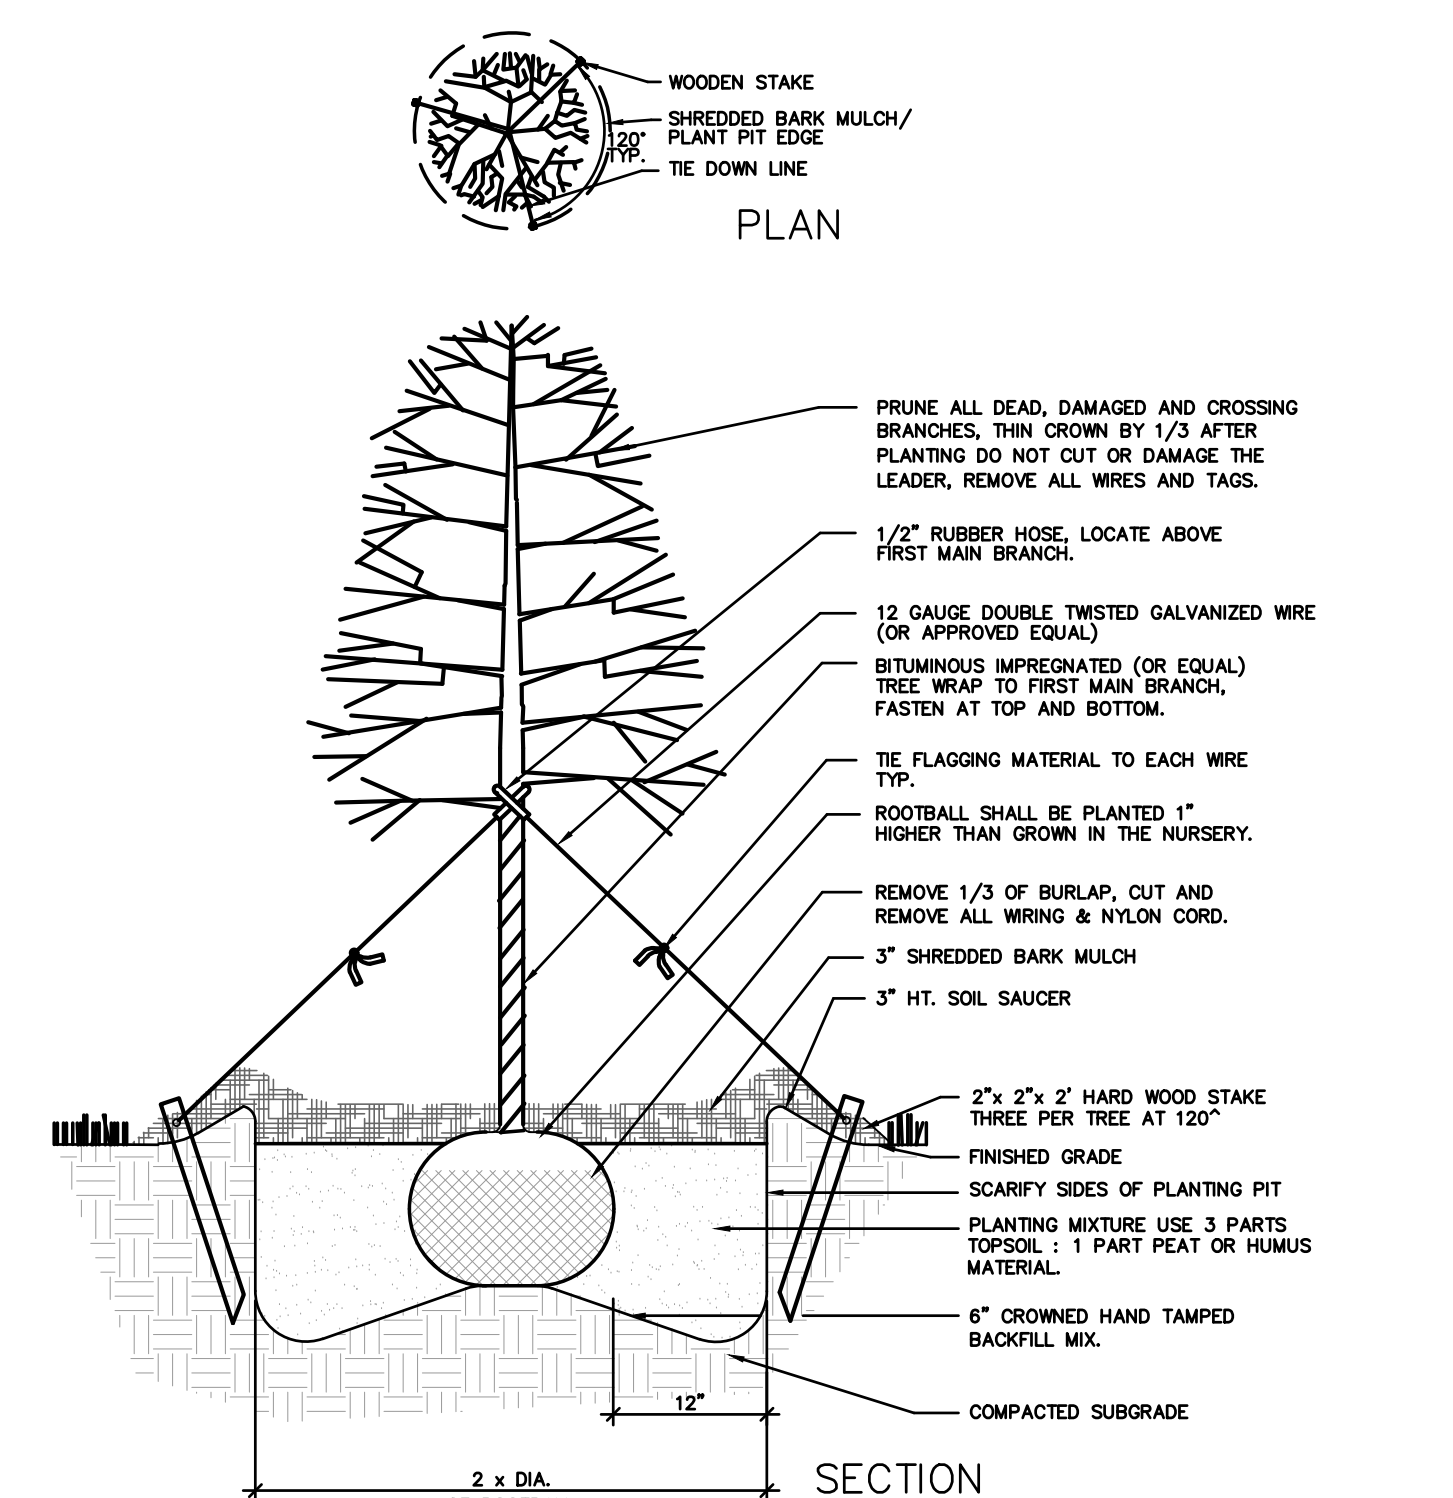 WOODEN STAKE
SHREDDED BARK MULCH/
PLANT PIT EDGE
120°
TYP.
TIE DOWN LINE
PLAN
PRUNE ALL DEAD, DAMAGED AND CROSSING
BRANCHES, THIN CROWN BY 1/3 AFTER
PLANTING DO NOT CUT OR DAMAGE THE
LEADER, REMOVE ALL WIRES AND TAGS.
1/2" RUBBER HOSE, LOCATE ABOVE
FIRST MAIN BRANCH.
12 GAUGE DOUBLE TWISTED GALVANIZED WIRE
(OR APPROVED EQUAL)
BITUMINOUS IMPREGNATED (OR EQUAL)
TREE WRAP TO FIRST MAIN BRANCH,
FASTEN AT TOP AND BOTTOM.
TIE FLAGGING MATERIAL TO EACH WIRE
TYP.
ROOTBALL SHALL BE PLANTED 1"
HIGHER THAN GROWN IN THE NURSERY.
REMOVE 1/3 OF BURLAP, CUT AND
REMOVE ALL WIRING & NYLON CORD.
3" SHREDDED BARK MULCH
3" HT. SOIL SAUCER
2"x 2"x 2' HARD WOOD STAKE
THREE PER TREE AT 120^
FINISHED GRADE
SCARIFY SIDES OF PLANTING PIT
PLANTING MIXTURE USE 3 PARTS
TOPSOIL : 1 PART PEAT OR HUMUS
MATERIAL.
6" CROWNED HAND TAMPED
BACKFILL MIX.
12"
COMPACTED SUBGRADE
2 x DIA.
SECTION